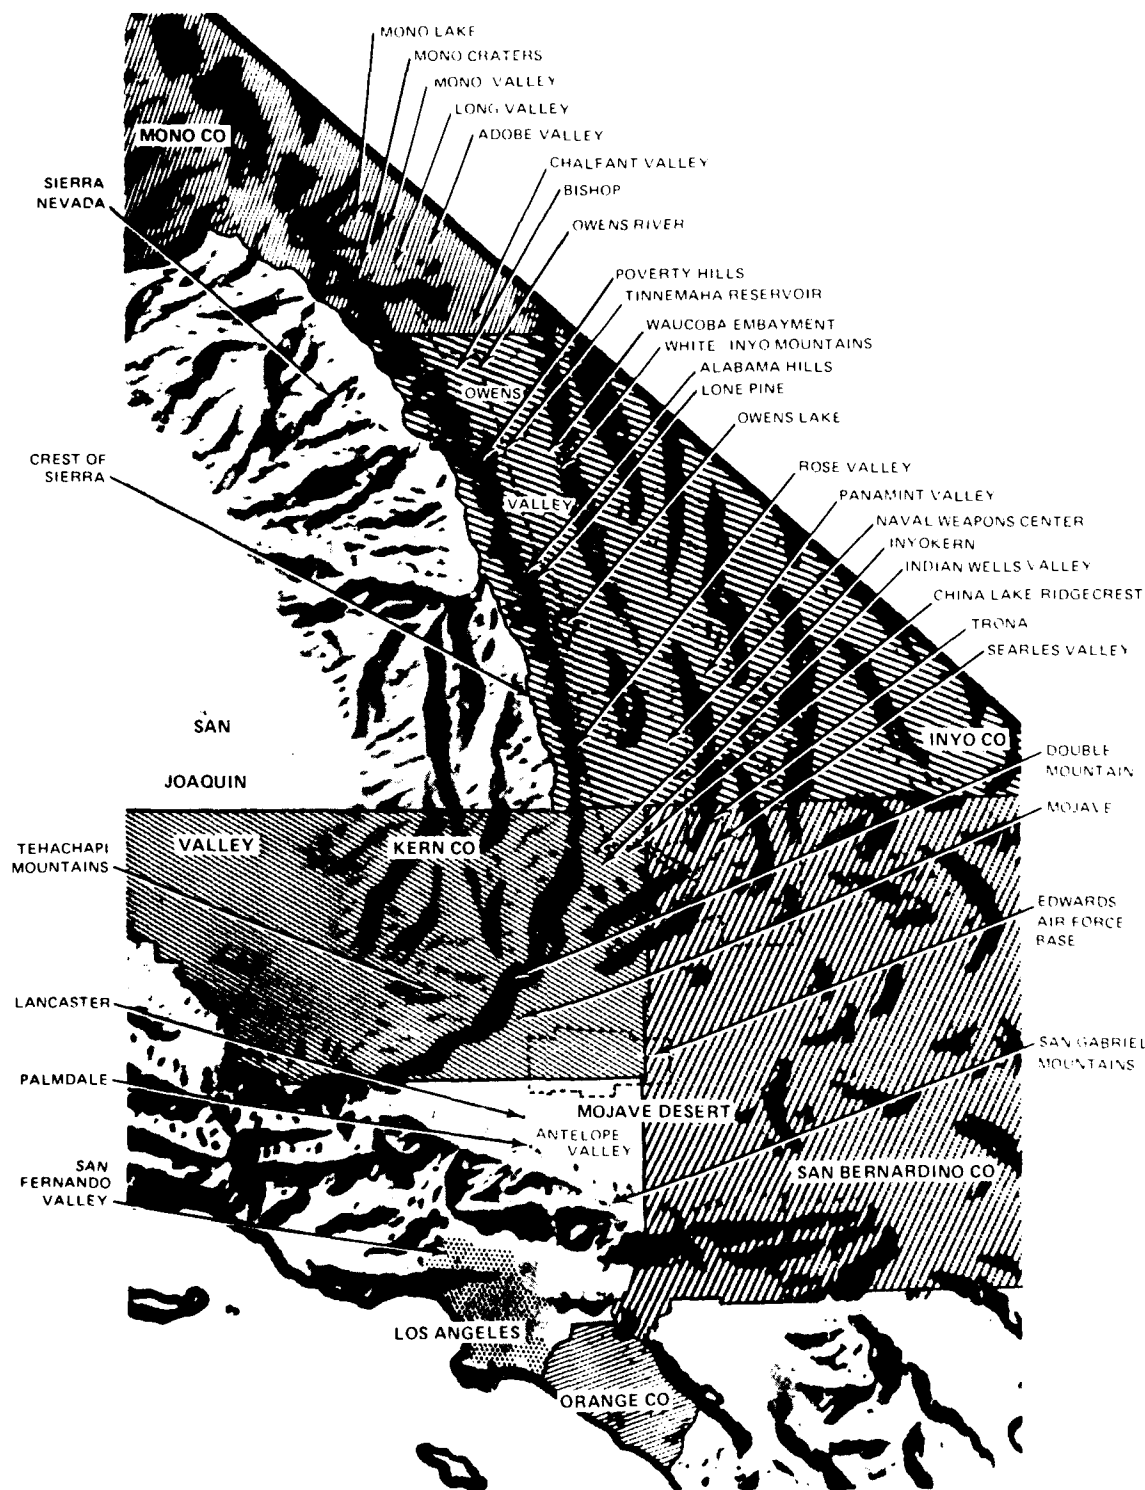 MONO LAKE
MONO CRATERS
MONO VALLEY
LONG VALLEY
ADOBE VALLEY
CHALFANT VALLEY
BISHOP
OWENS RIVER
POVERTY HILLS
TINNEMAHA RESERVOIR
WAUCOBA EMBAYMENT
WHITE INYO MOUNTAINS
ALABAMA HILLS
LONE PINE
OWENS LAKE
ROSE VALLEY
PANAMINT VALLEY
NAVAL WEAPONS CENTER
INYOKERN
INDIAN WELLS VALLEY
CHINA LAKE RIDGECREST
TRONA
SEARLES VALLEY
DOUBLE
MOUNTAIN
MOJAVE
EDWARDS
AIR FORCE
BASE
SAN GABRIEL
MOUNTAINS
MONO CO
SIERRA
NEVADA
CREST OF
SIERRA
OWENS
VALLEY
INYO CO
SAN
JOAQUIN
VALLEY
KERN CO
TEHACHAPI
MOUNTAINS
LANCASTER
PALMDALE
SAN
FERNANDO
VALLEY
MOJAVE DESERT
ANTELOPE
VALLEY
SAN BERNARDINO CO
LOS ANGELES
ORANGE CO